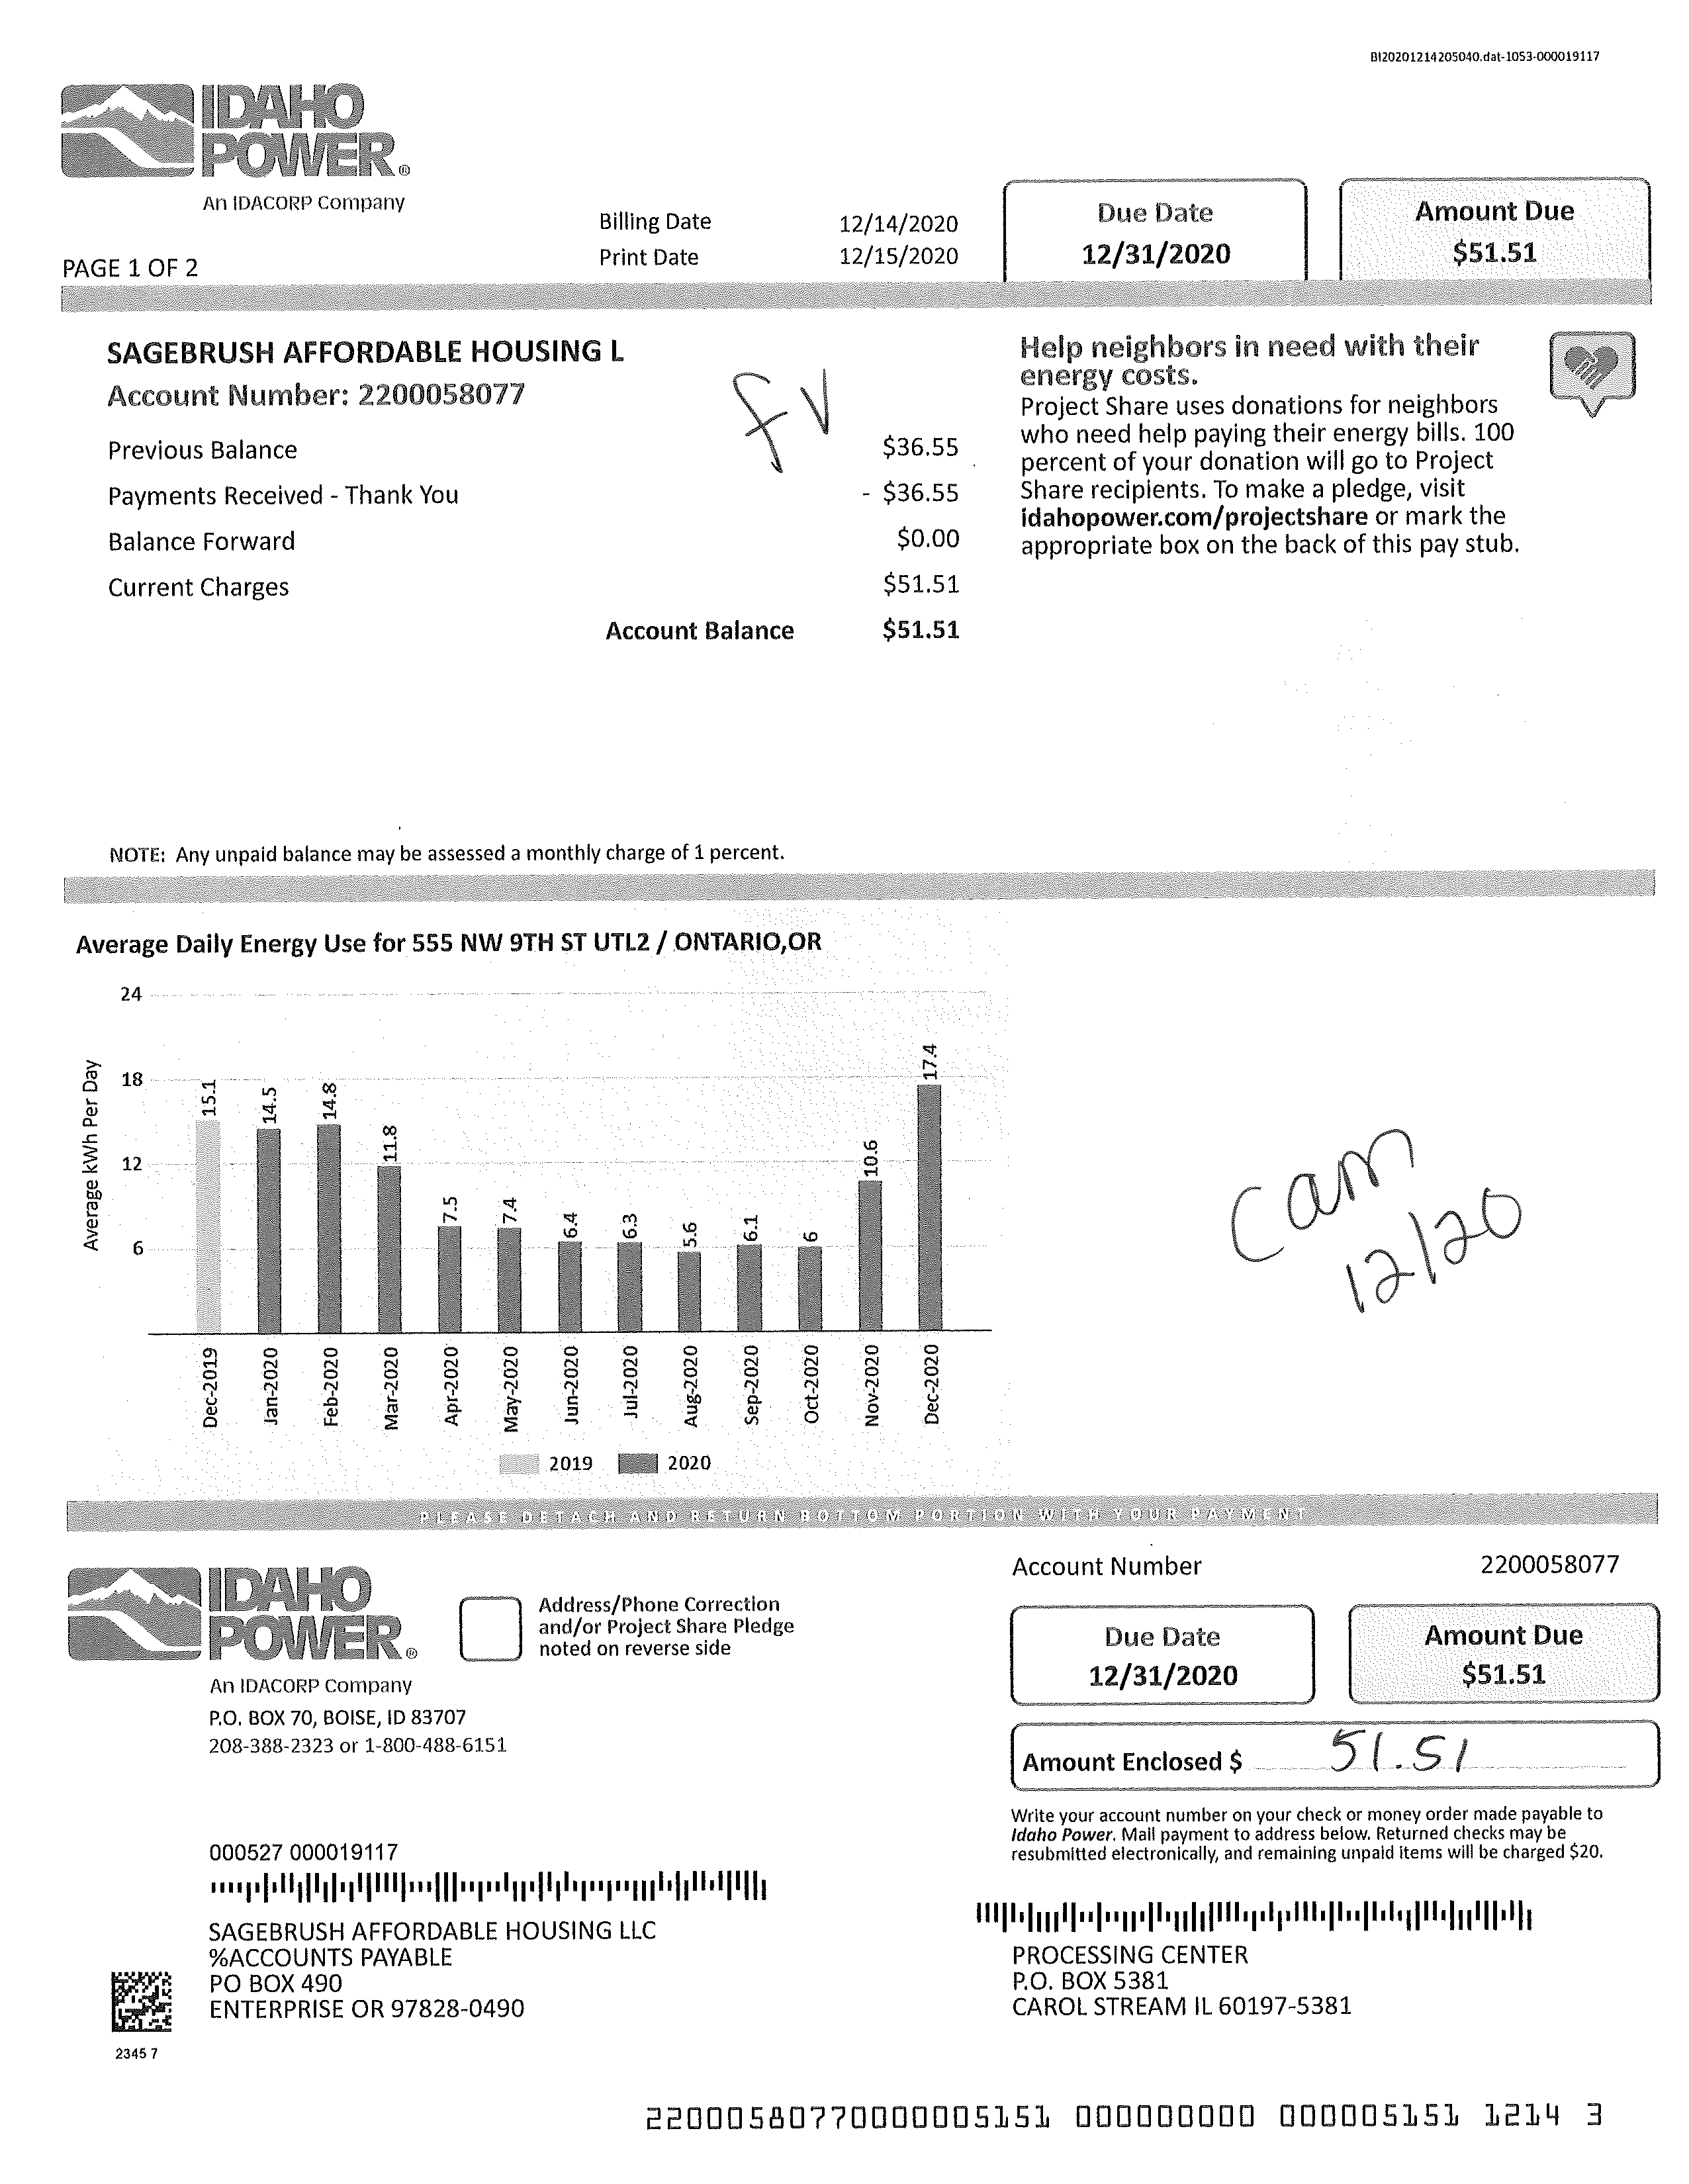 BI20201214205040.dat-1053-000019117
IDAHO
POWER®
An IDACORP Company
PAGE 1 OF 2
Billing Date 12/14/2020
Print Date 12/15/2020
Due Date
12/31/2020
Amount Due
$51.51
SAGEBRUSH AFFORDABLE HOUSING L
Account Number: 2200058077
FV
Previous Balance $36.55
Payments Received - Thank You - $36.55
Balance Forward $0.00
Current Charges $51.51
Account Balance $51.51
Help neighbors in need with their
energy costs.
Project Share uses donations for neighbors
who need help paying their energy bills. 100
percent of your donation will go to Project
Share recipients. To make a pledge, visit
idahopower.com/projectshare or mark the
appropriate box on the back of this pay stub.
NOTE: Any unpaid balance may be assessed a monthly charge of 1 percent.
Average Daily Energy Use for 555 NW 9TH ST UTL2 / ONTARIO,OR
Average kWh Per Day
24
18
12
6
15.1
14.5
14.8
11.8
7.5
7.4
6.4
6.3
5.6
6.1
6
10.6
17.4
Dec-2019
Jan-2020
Feb-2020
Mar-2020
Apr-2020
May-2020
Jun-2020
Jul-2020
Aug-2020
Sep-2020
Oct-2020
Nov-2020
Dec-2020
2019 2020
Cam
12/20
PLEASE DETACH AND RETURN BOTTOM PORTION WITH YOUR PAYMENT
IDAHO
POWER®
An IDACORP Company
P.O. BOX 70, BOISE, ID 83707
208-388-2323 or 1-800-488-6151
Address/Phone Correction
and/or Project Share Pledge
noted on reverse side
Account Number 2200058077
Due Date
12/31/2020
Amount Due
$51.51
Amount Enclosed $ 51.51
Write your account number on your check or money order made payable to
Idaho Power. Mail payment to address below. Returned checks may be
resubmitted electronically, and remaining unpaid items will be charged $20.
000527 000019117
SAGEBRUSH AFFORDABLE HOUSING LLC
%ACCOUNTS PAYABLE
PO BOX 490
ENTERPRISE OR 97828-0490
2345 7
PROCESSING CENTER
P.O. BOX 5381
CAROL STREAM IL 60197-5381
22000580770000005151 000000000 000005151 1214 3